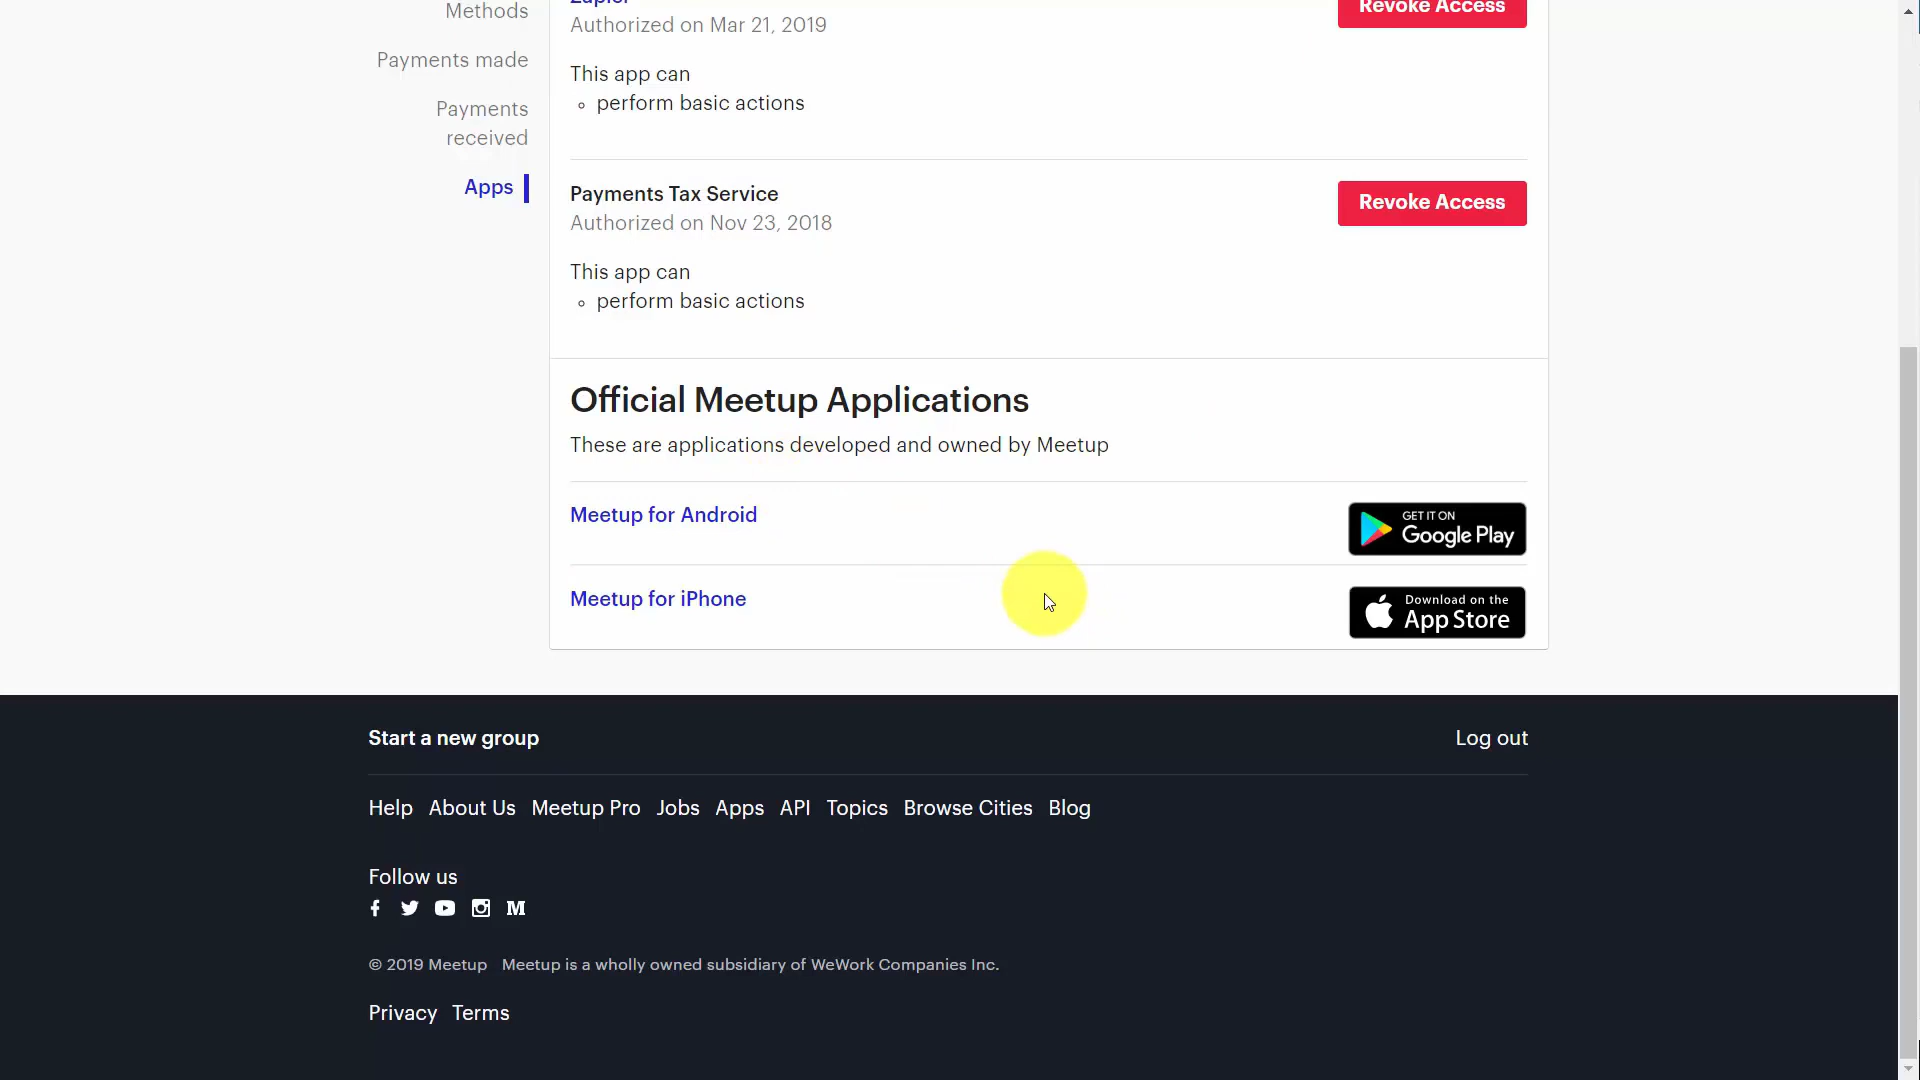 Methods
Payments made
Payments
received
Apps
Zapier
Authorized on Mar 21, 2019
Revoke Access
This app can
perform basic actions
Payments Tax Service
Authorized on Nov 23, 2018
Revoke Access
This app can
perform basic actions
Official Meetup Applications
These are applications developed and owned by Meetup
Meetup for Android
GET IT ON
Google Play
Meetup for iPhone
Download on the
App Store
Start a new group
Log out
Help About Us Meetup Pro Jobs Apps API Topics Browse Cities Blog
Follow us
© 2019 Meetup Meetup is a wholly owned subsidiary of WeWork Companies Inc.
Privacy Terms